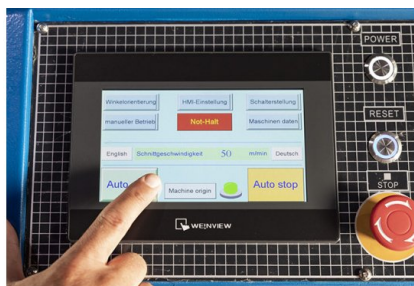 POWER
Winkelorientierung HMI-Einstellung Schalterstellung
manueller Betrieb Not-Halt Maschinen daten
RESET
English Schnittgeschwindigkeit 50 m/min Deutsch
STOP
Auto Machine origin Auto stop
WEINVIEW